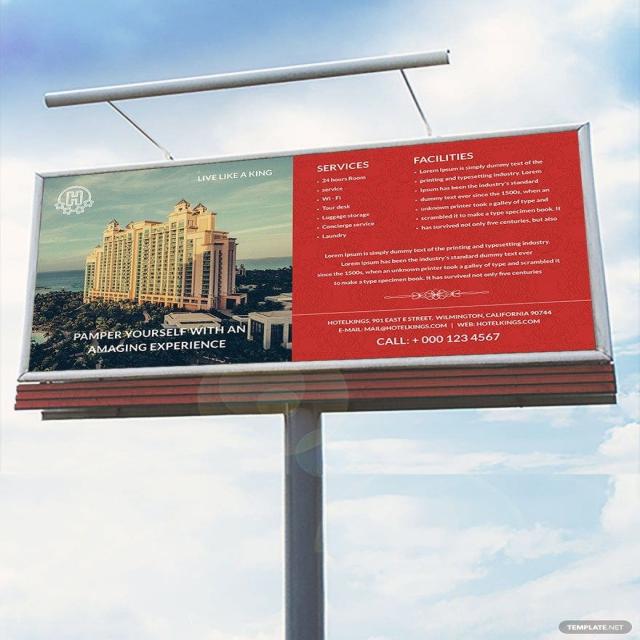 LIVE LIKE A KING
H
PAMPER YOURSELF WITH AN
AMAGING EXPERIENCE
SERVICES
• 24 hours Room
• service
• Wi - Fi
• Tour desk
• Luggage storage
• Concierge service
• Laundry
FACILITIES
• Lorem Ipsum is simply dummy text of the
• printing and typesetting industry. Lorem
• Ipsum has been the industry's standard
• dummy text ever since the 1500s, when an
• unknown printer took a galley of type and
• scrambled it to make a type specimen book. It
• has survived not only five centuries, but also
Lorem Ipsum is simply dummy text of the printing and typesetting industry.
Lorem Ipsum has been the industry's standard dummy text ever
since the 1500s, when an unknown printer took a galley of type and scrambled it
to make a type specimen book. It has survived not only five centuries
HOTELKINGS, 901 EAST E STREET, WILMINGTON, CALIFORNIA 90744
E-MAIL: MAIL@HOTELKINGS.COM | WEB: HOTELKINGS.COM
CALL: + 000 123 4567
TEMPLATE.NET